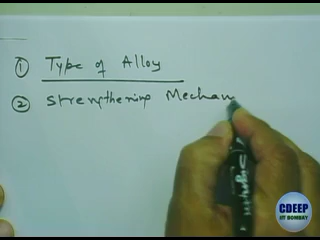 ① Type of Alloy
② Strengthening Mechan
CDEEP
IIT BOMBAY